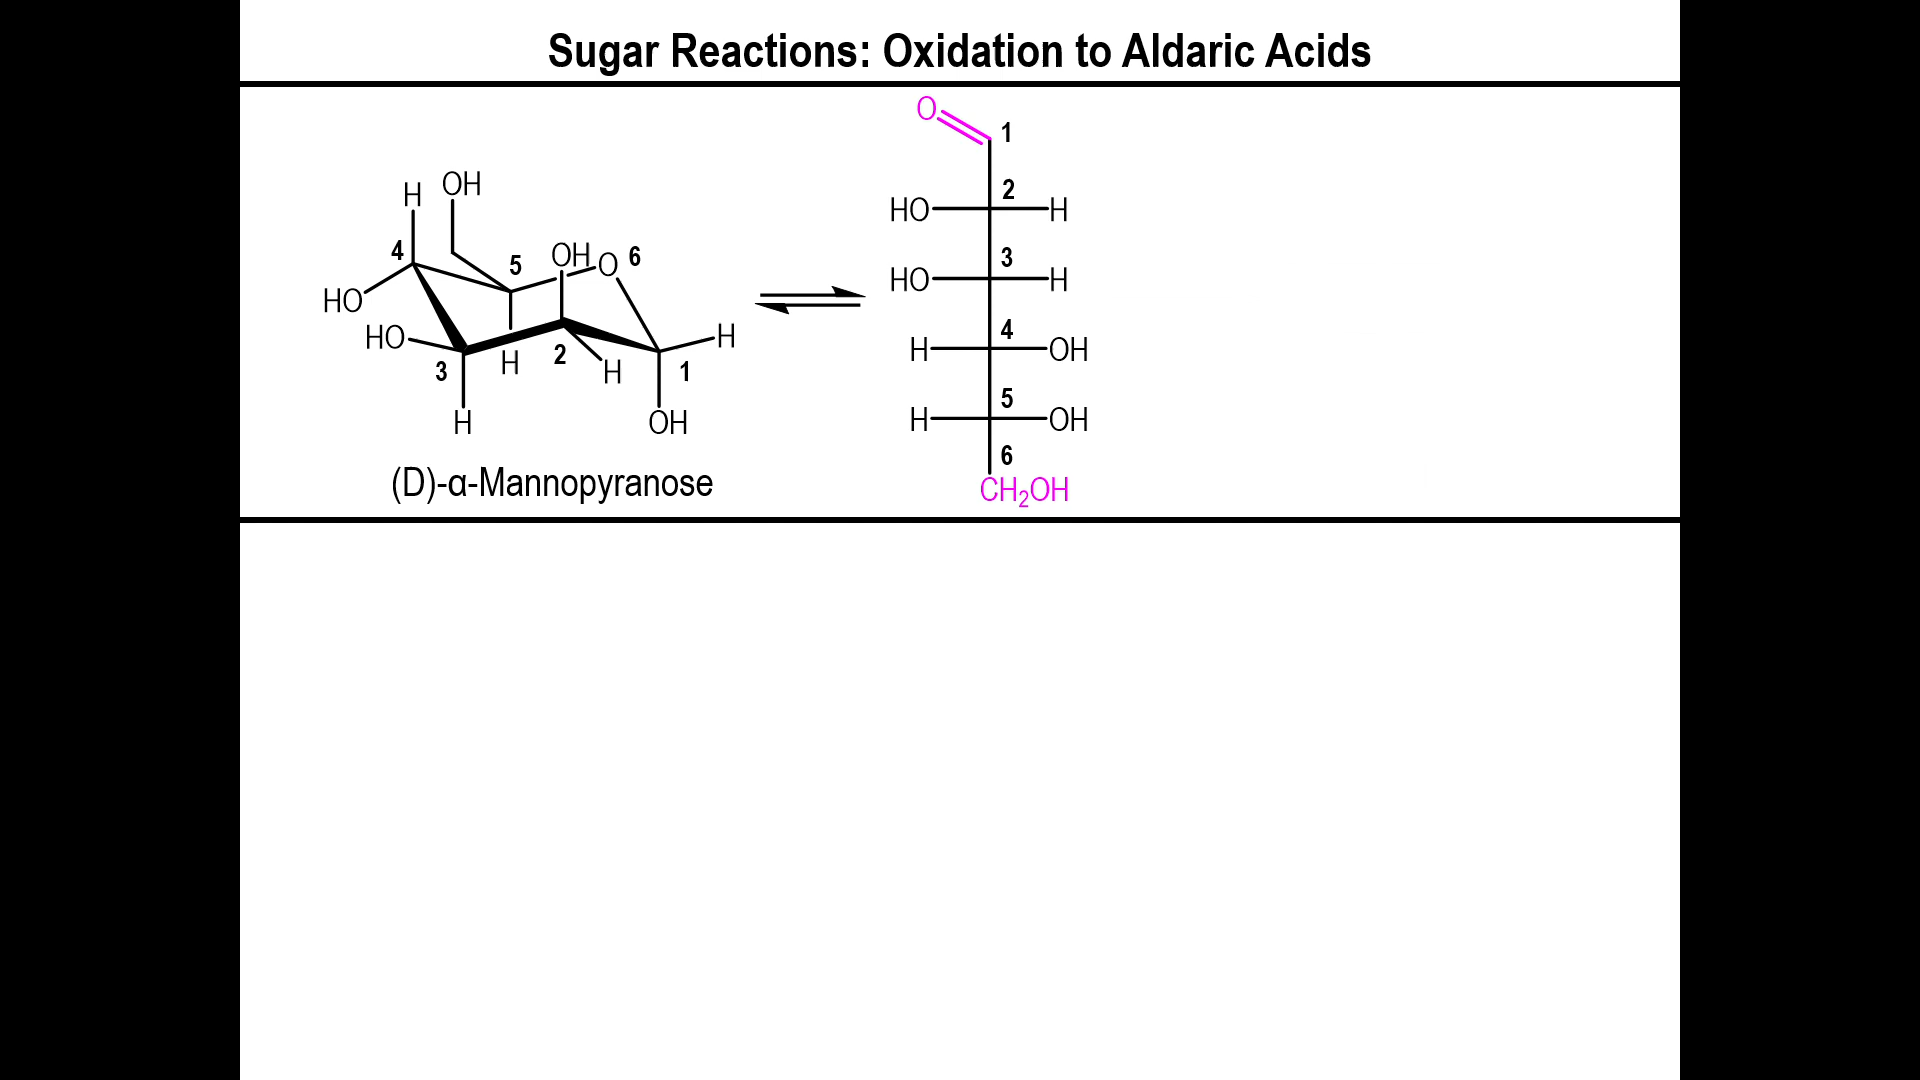 Sugar Reactions: Oxidation to Aldaric Acids
O
1
H OH
2
HO H
4 5 OH O 6
3
HO H
HO
HO H
4
H OH
3 H 2 H 1
5
H OH
H OH
6
(D)-α-Mannopyranose
CH₂OH